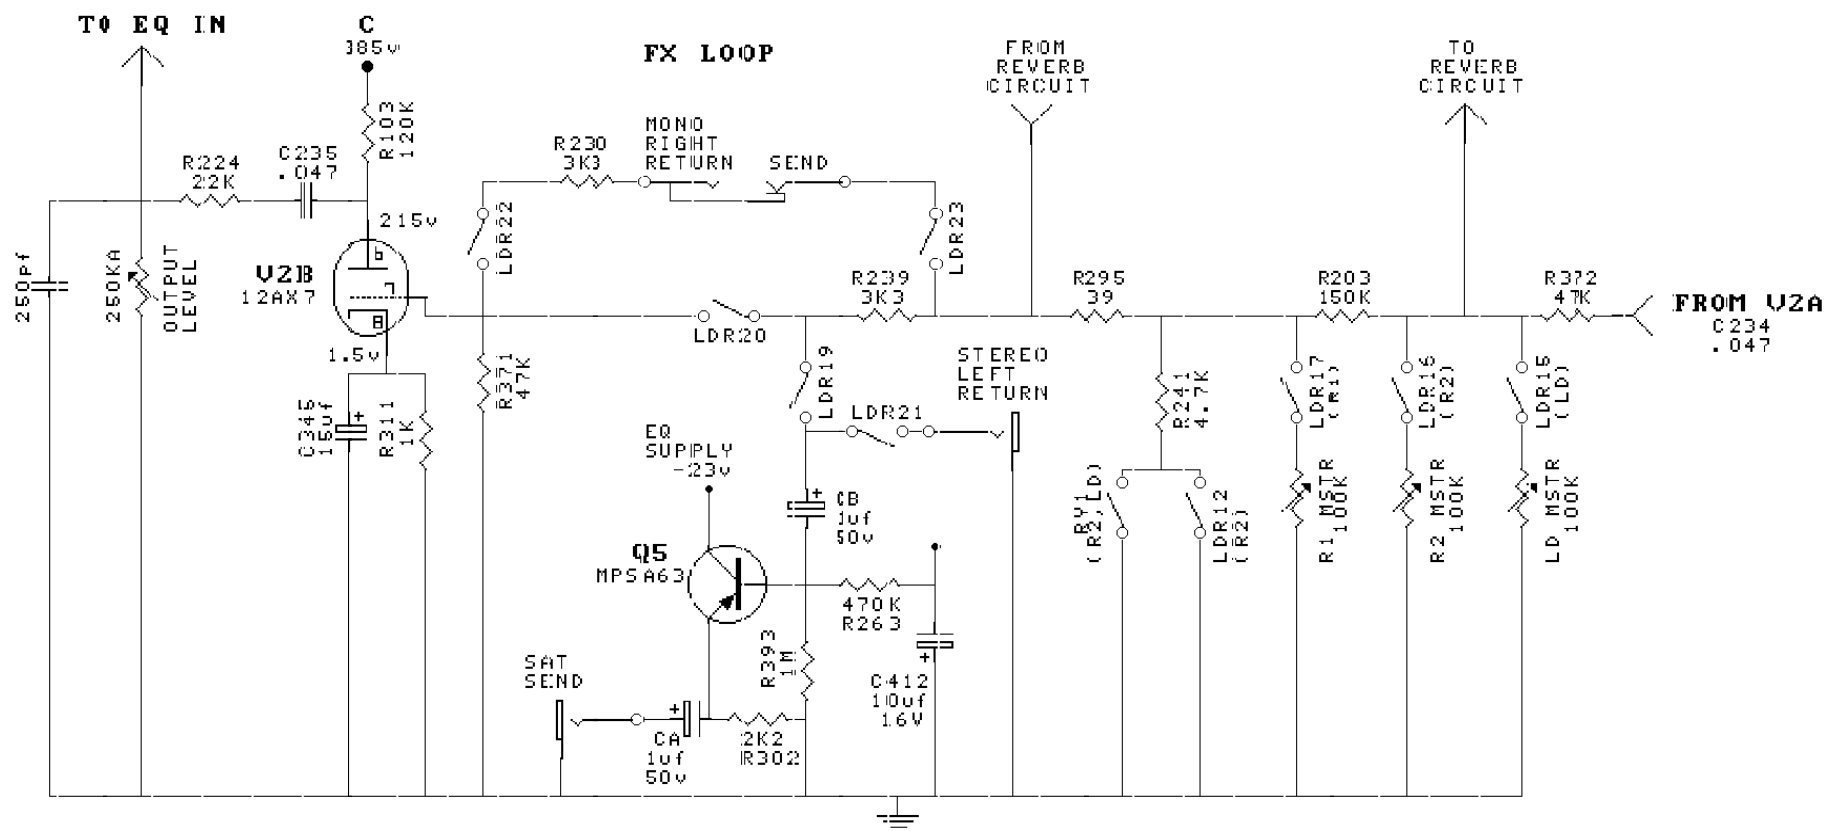 TO EQ IN
C
385v
FX LOOP
FROM
REVERB
CIRCUIT
TO
REVERB
CIRCUIT
R103
120K
R230
3K3
MONO
RIGHT
RETURN
SEND
R224
22K
C235
.047
215v
LDR22
LDR23
250pf
250KA
OUTPUT
LEVEL
V2B
12AX7
6
7
8
1.5v
LDR20
R239
3K3
R295
39
R203
150K
R372
47K
FROM V2A
C234
.047
R371
47K
LDR19
STEREO
LEFT
RETURN
LDR21
R241
4.7K
LDR17
(R1)
LDR16
(R2)
LDR15
(LD)
C345
15uf
R311
1K
EQ
SUPPLY
-23v
+
CB
1uf
50v
RY1
(R2,LD)
LDR12
(R2)
R1 MSTR
100K
R2 MSTR
100K
LD MSTR
100K
Q5
MPSA63
470K
R263
R393
1M
SAT
SEND
C412
10uf
16V
+
CA
1uf
50v
2K2
R302